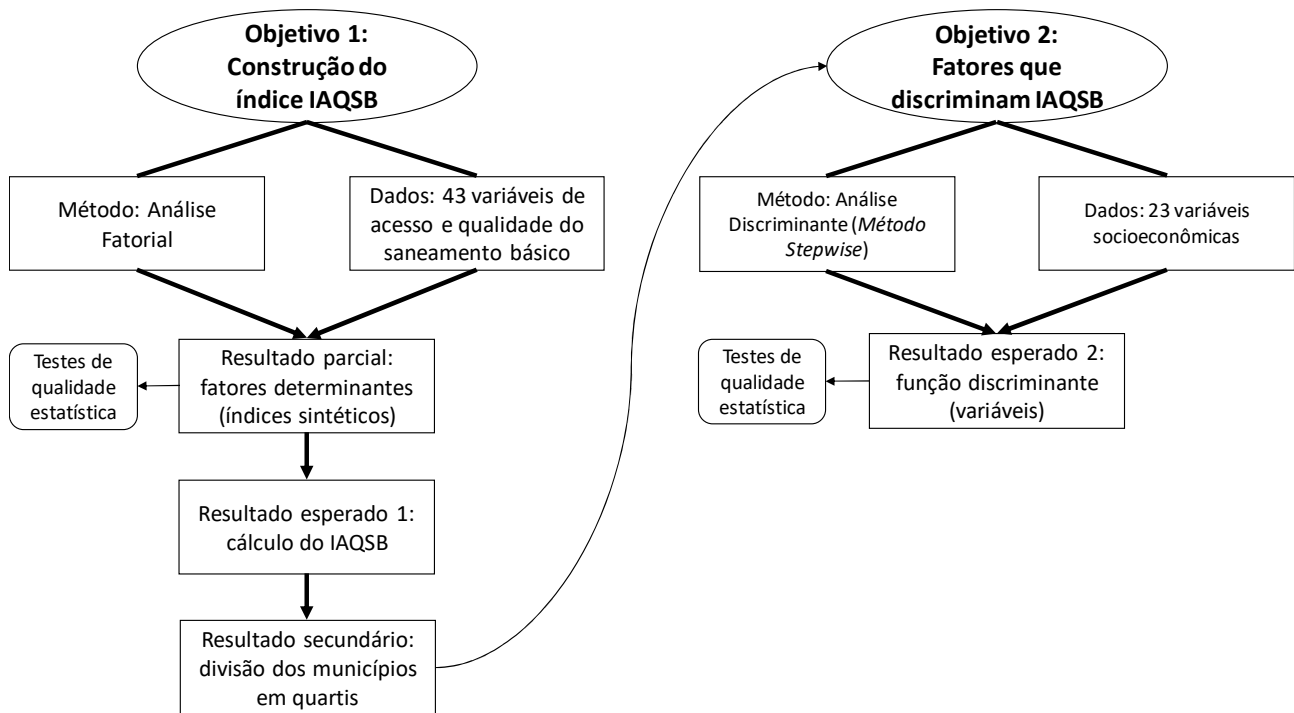 Objetivo 1:
Construção do
índice IAQSB
Método: Análise
Fatorial
Dados: 43 variáveis de
acesso e qualidade do
saneamento básico
Testes de
qualidade
estatística
Resultado parcial:
fatores determinantes
(índices sintéticos)
Resultado esperado 1:
cálculo do IAQSB
Resultado secundário:
divisão dos municípios
em quartis
Objetivo 2:
Fatores que
discriminam IAQSB
Método: Análise
Discriminante (Método
Stepwise)
Dados: 23 variáveis
socioeconômicas
Testes de
qualidade
estatística
Resultado esperado 2:
função discriminante
(variáveis)